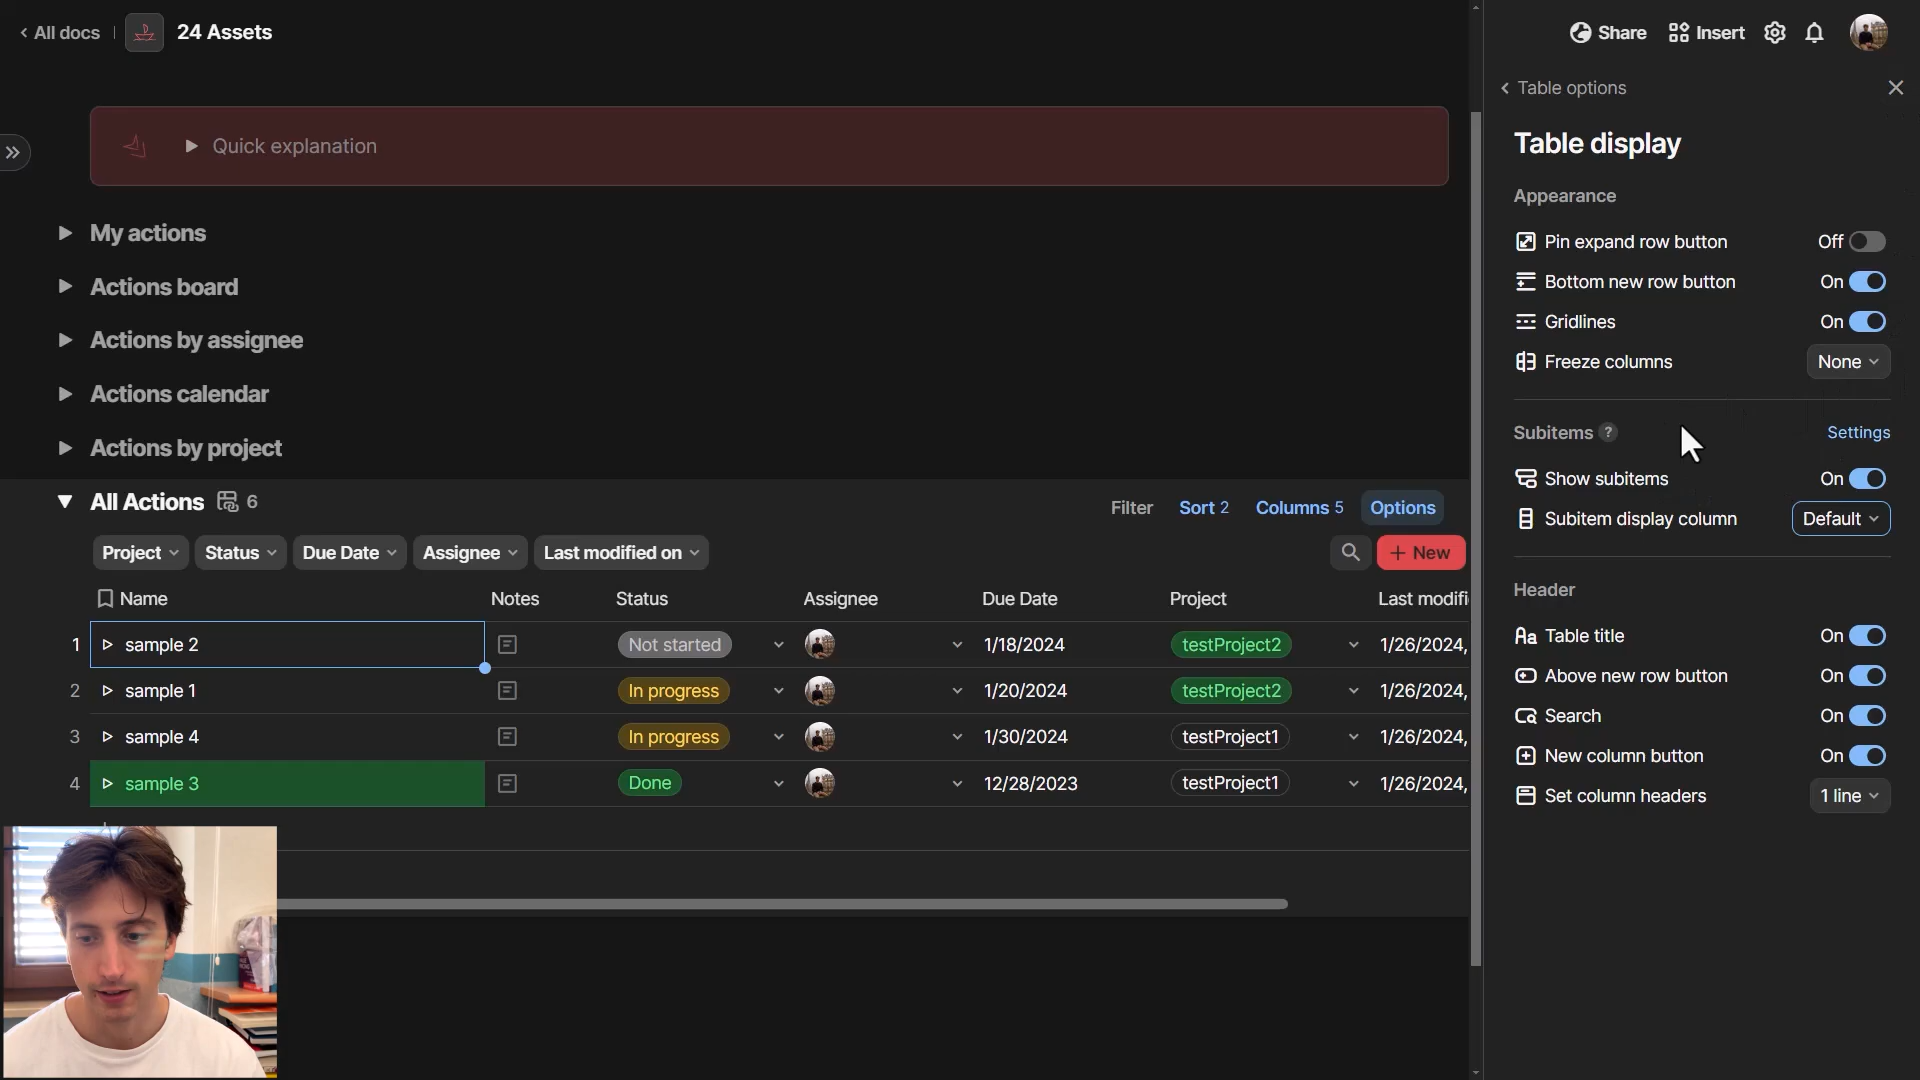 All docs
24 Assets
Share
Insert
Table options
Quick explanation
Table display
Appearance
Pin expand row button Off
Bottom new row button On
Gridlines On
Freeze columns None
My actions
Actions board
Actions by assignee
Actions calendar
Actions by project
Subitems ? Settings
Show subitems On
Subitem display column Default
All Actions 6
Filter Sort 2 Columns 5 Options
Project Status Due Date Assignee Last modified on
+ New
Name Notes Status Assignee Due Date Project Last modifi
1 sample 2 Not started 1/18/2024 testProject2 1/26/2024,
2 sample 1 In progress 1/20/2024 testProject2 1/26/2024,
3 sample 4 In progress 1/30/2024 testProject1 1/26/2024,
4 sample 3 Done 12/28/2023 testProject1 1/26/2024,
Header
Aa Table title On
Above new row button On
Search On
New column button On
Set column headers 1 line